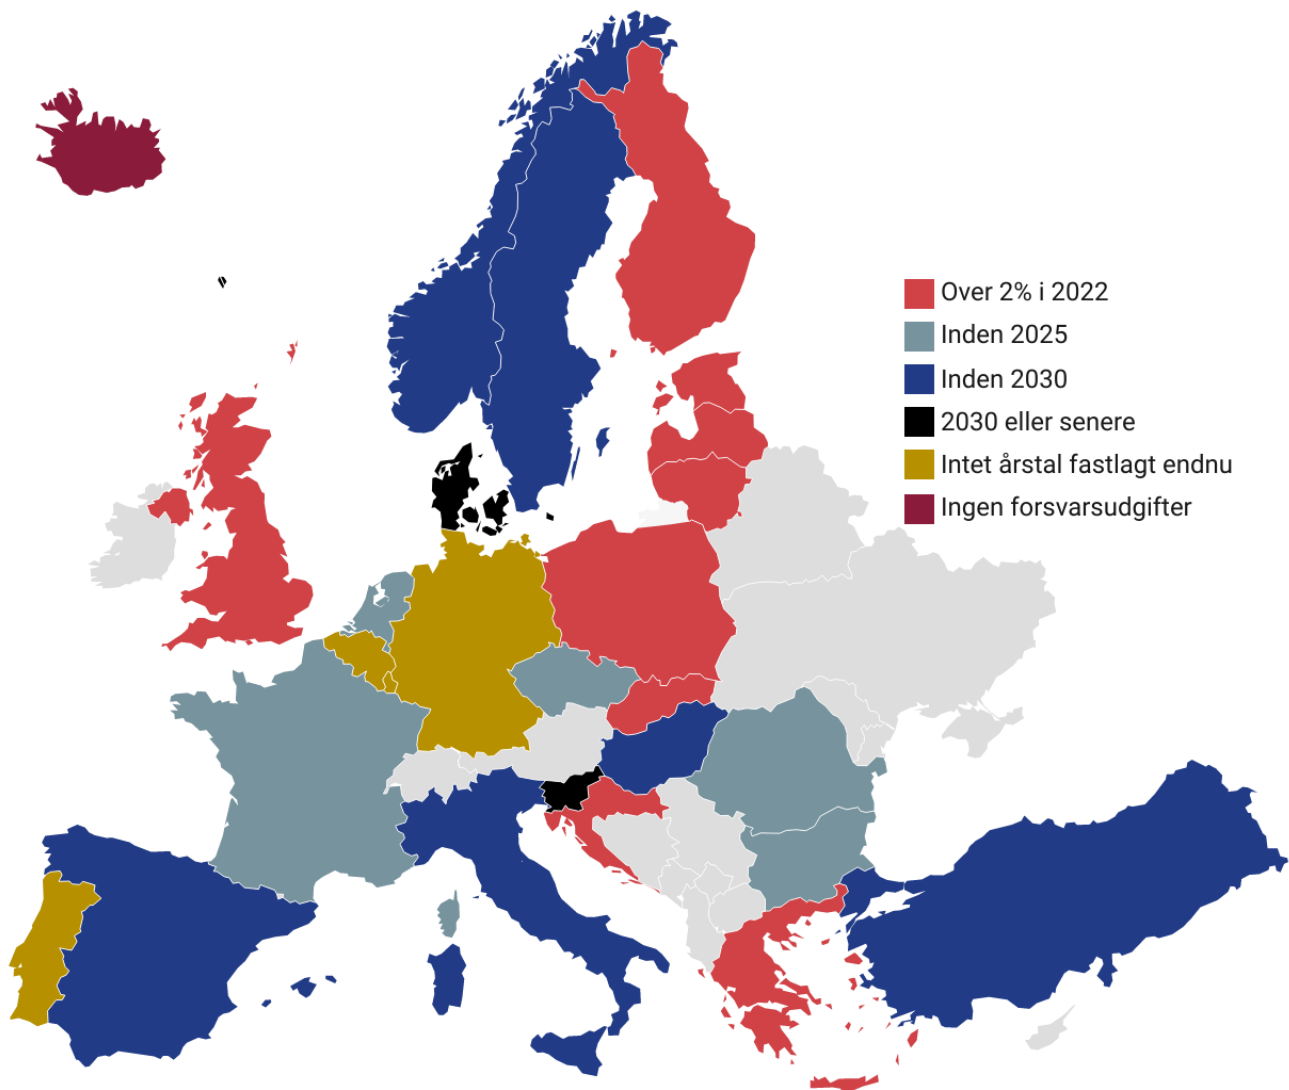 Over 2% i 2022
Inden 2025
Inden 2030
2030 eller senere
Intet årstal fastlagt endnu
Ingen forsvarsudgifter